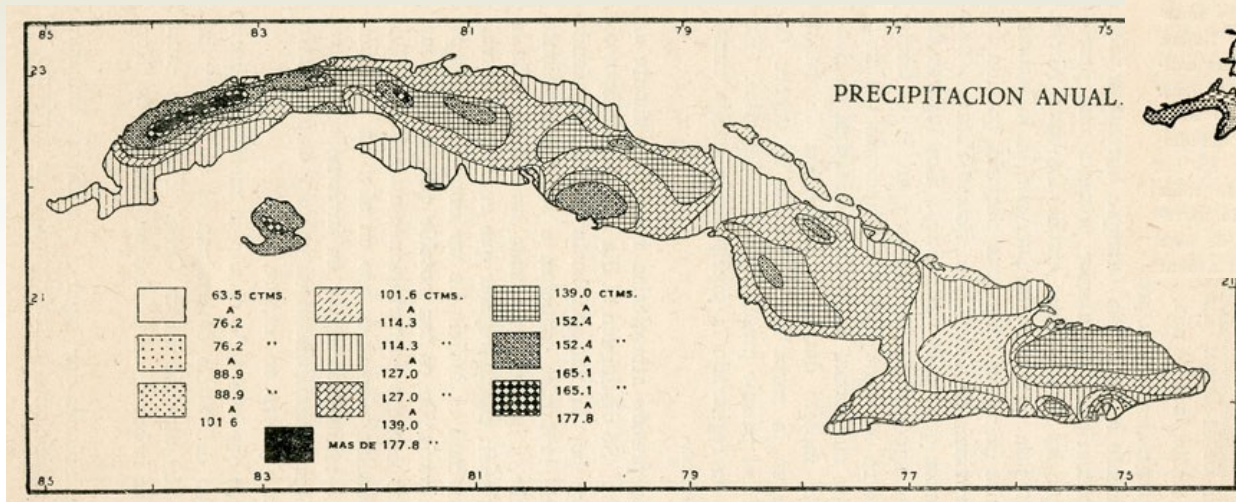 85 83 81 79 77 75
23
PRECIPITACION ANUAL.
21 21
63.5 CTMS.
A
76.2
76.2 "
A
88.9
88.9 "
A
101 6
101.6 CTMS.
A
114.3
114.3 "
A
127.0
127.0 "
A
139.0
139.0 CTMS.
A
152.4
152.4 "
A
165.1
165.1 "
A
177.8
MAS DE 177.8 "
85 83 81 79 77 75